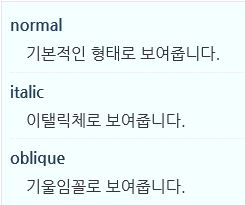 normal
기본적인 형태로 보여줍니다.
italic
이탤릭체로 보여줍니다.
oblique
기울임꼴로 보여줍니다.